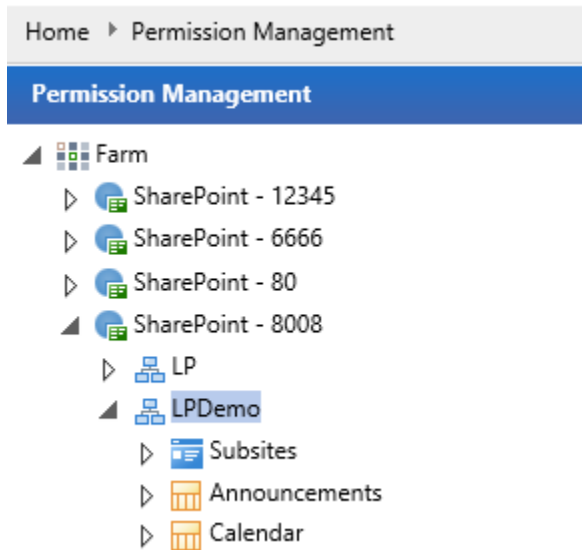 Home Permission Management
Permission Management
Farm
SharePoint - 12345
SharePoint - 6666
SharePoint - 80
SharePoint - 8008
LP
LPDemo
Subsites
Announcements
Calendar